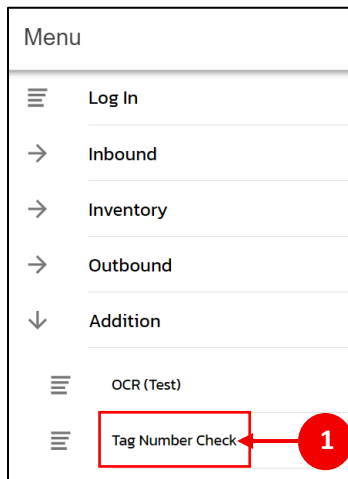 Menu
Log In
Inbound
Inventory
Outbound
Addition
OCR (Test)
Tag Number Check
1